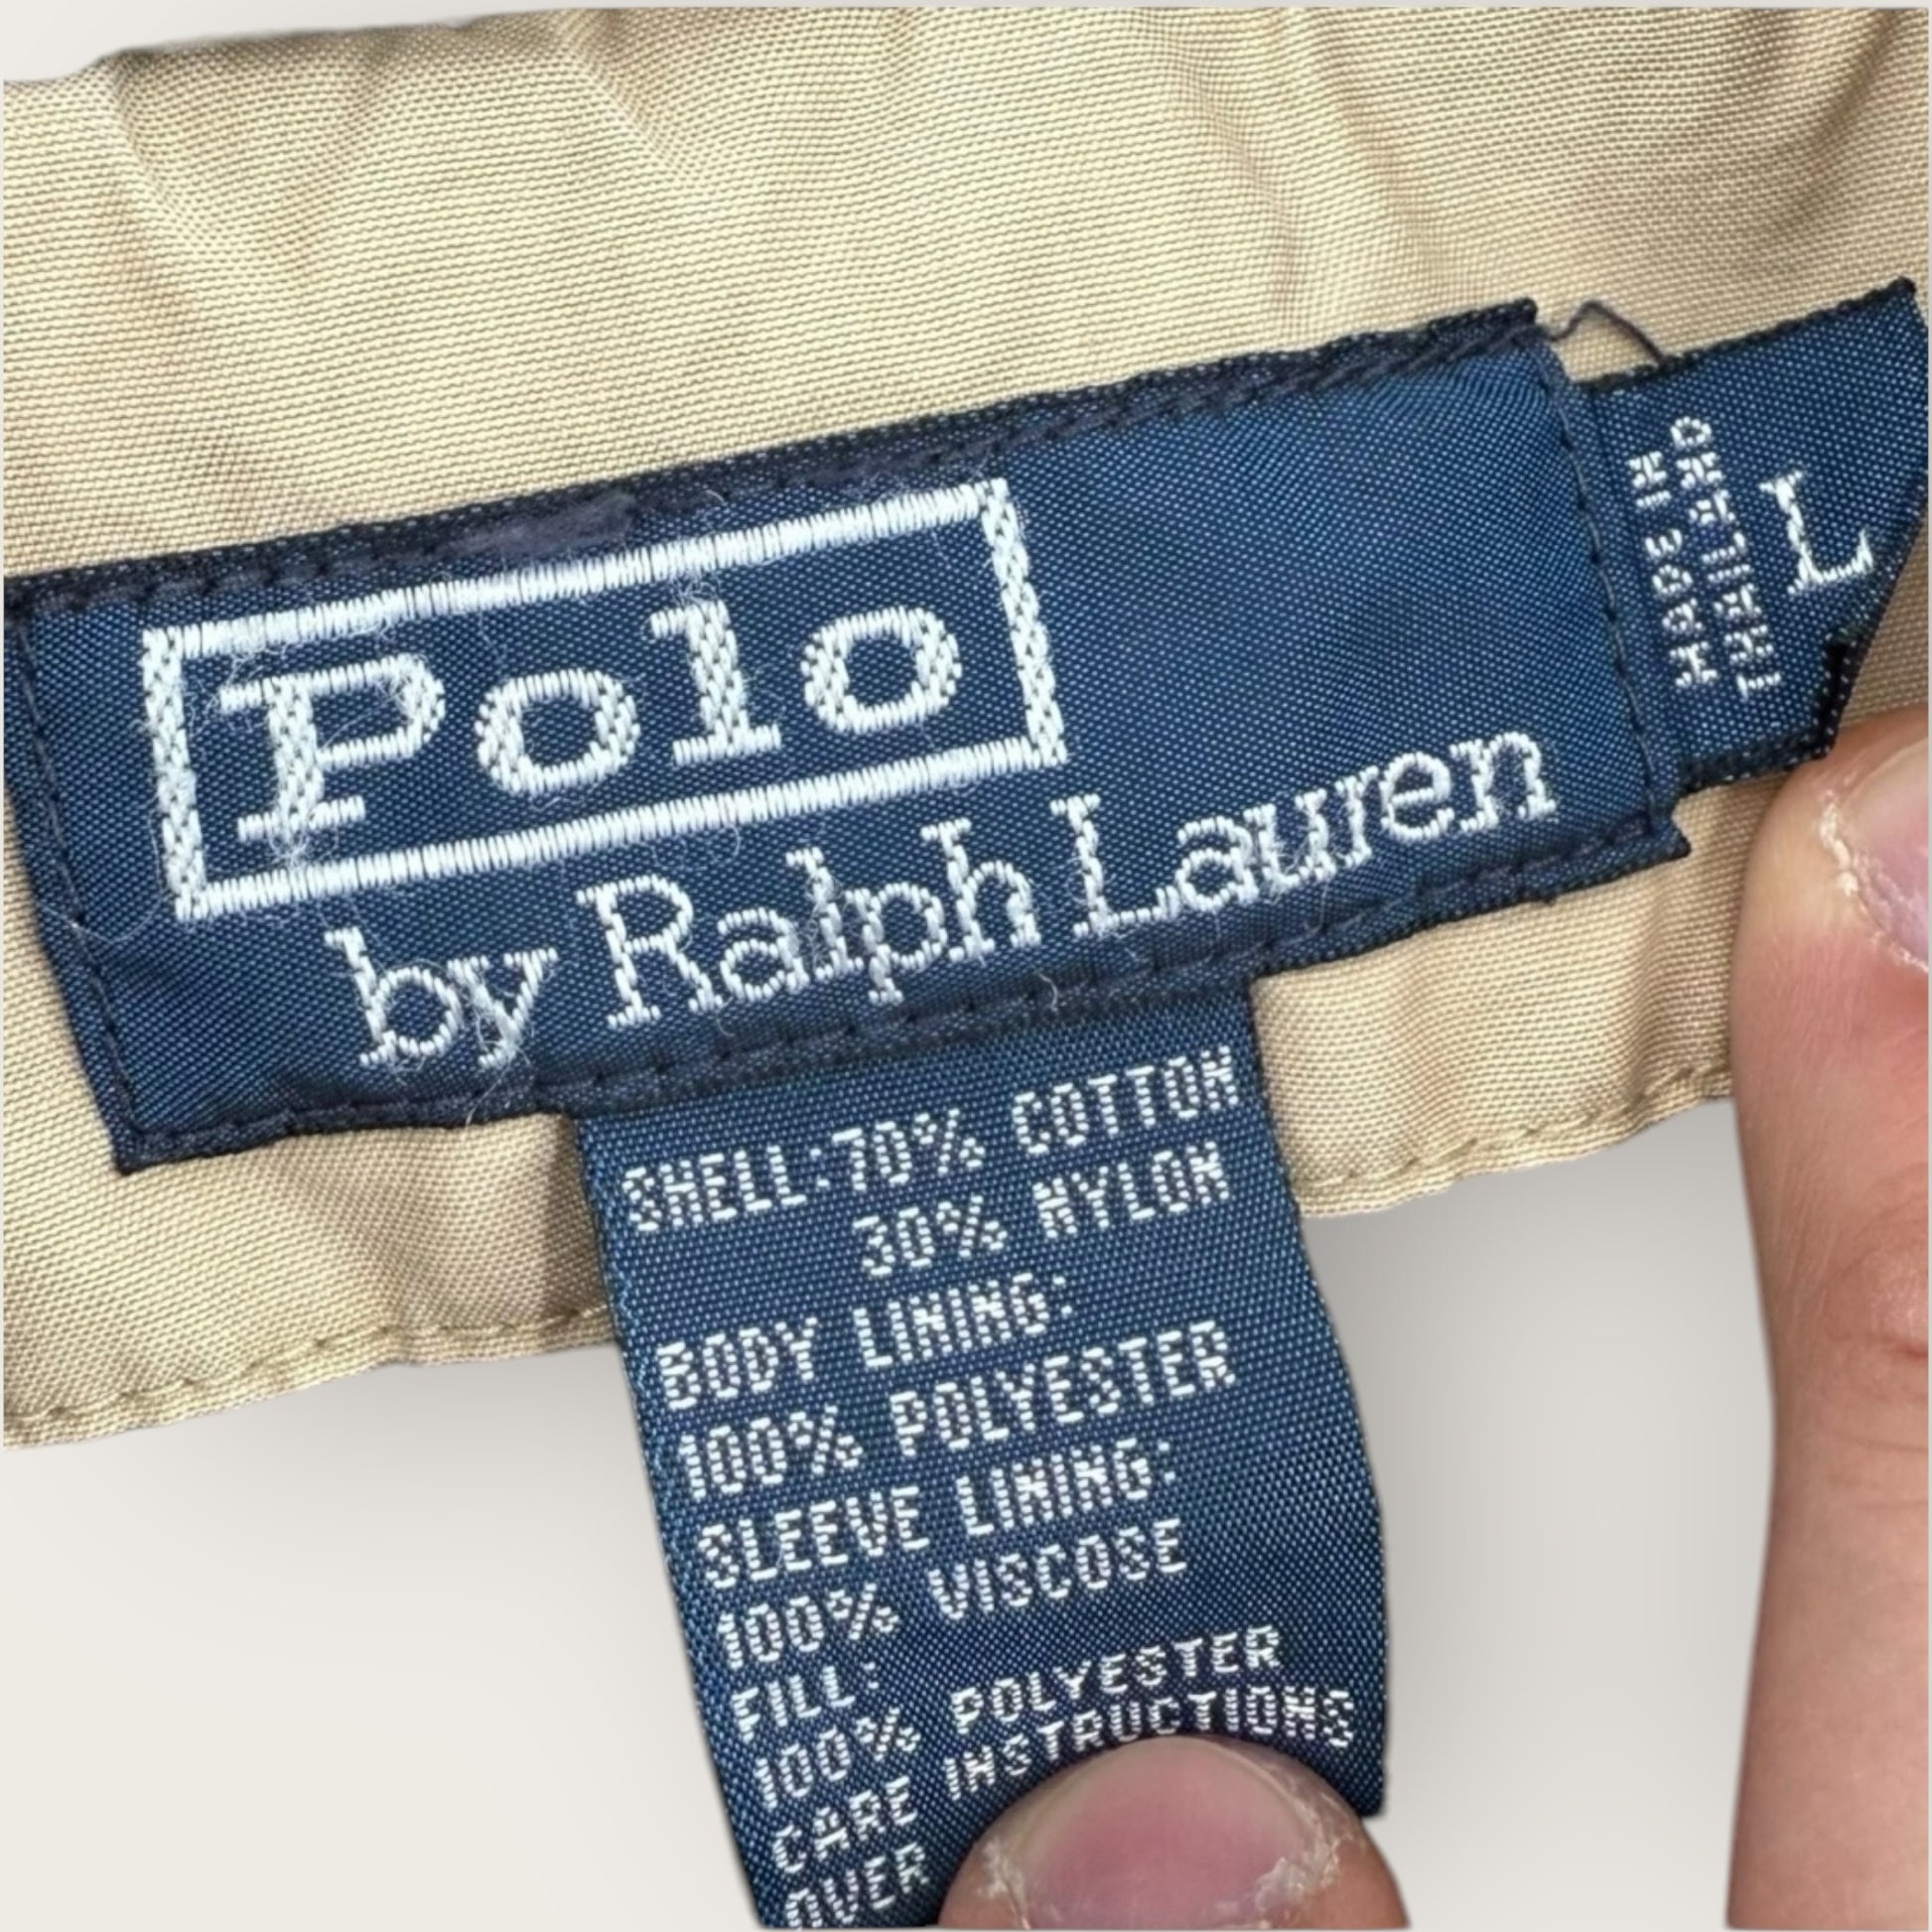 Polo
by Ralph Lauren
MADE IN
THAILAND
L
SHELL:70% COTTON
30% NYLON
BODY LINING:
100% POLYESTER
SLEEVE LINING:
100% VISCOSE
FILL:
100% POLYESTER
CARE INSTRUCTIONS
OVER